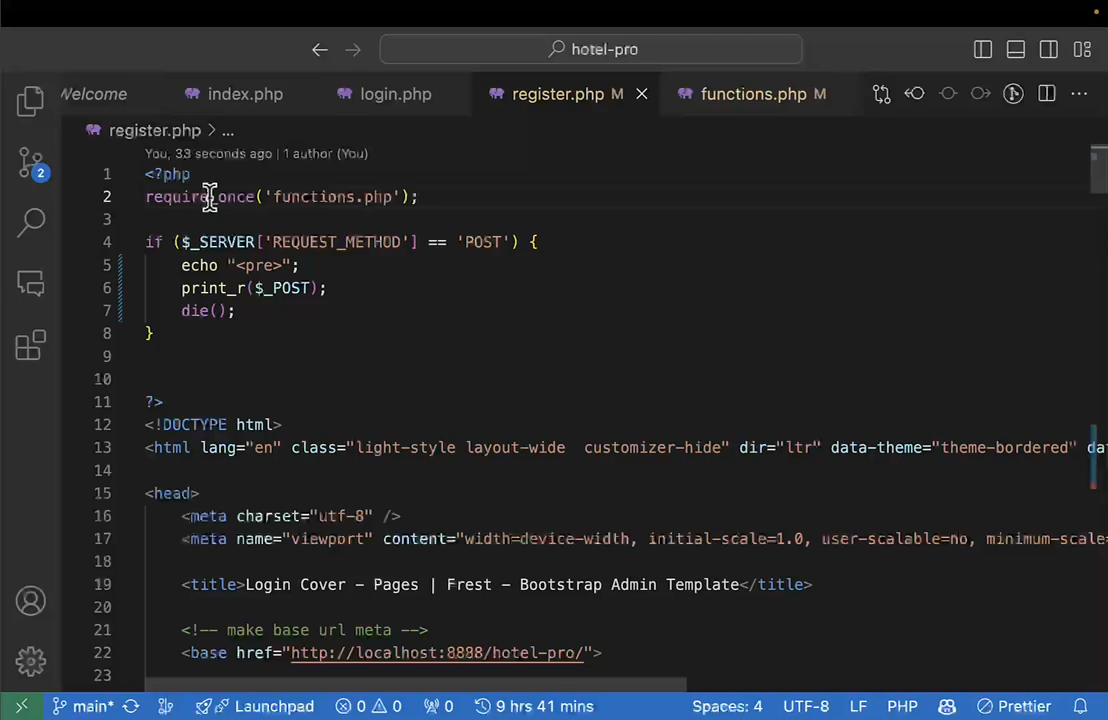 hotel-pro
Welcome index.php login.php register.php M functions.php M
register.php > ...
You, 33 seconds ago | 1 author (You)
1 <?php
2 require_once('functions.php');
3
4 if ($_SERVER['REQUEST_METHOD'] == 'POST') {
5 echo "<pre>";
6 print_r($_POST);
7 die();
8 }
9
10
11 ?>
12 <!DOCTYPE html>
13 <html lang="en" class="light-style layout-wide  customizer-hide" dir="ltr" data-theme="theme-bordered" da
14
15 <head>
16 <meta charset="utf-8" />
17 <meta name="viewport" content="width=device-width, initial-scale=1.0, user-scalable=no, minimum-scale=
18
19 <title>Login Cover - Pages | Frest - Bootstrap Admin Template</title>
20
21 <!-- make base url meta -->
22 <base href="http://localhost:8888/hotel-pro/">
23
2
main* Launchpad 0 0 0 9 hrs 41 mins Spaces: 4 UTF-8 LF PHP Prettier